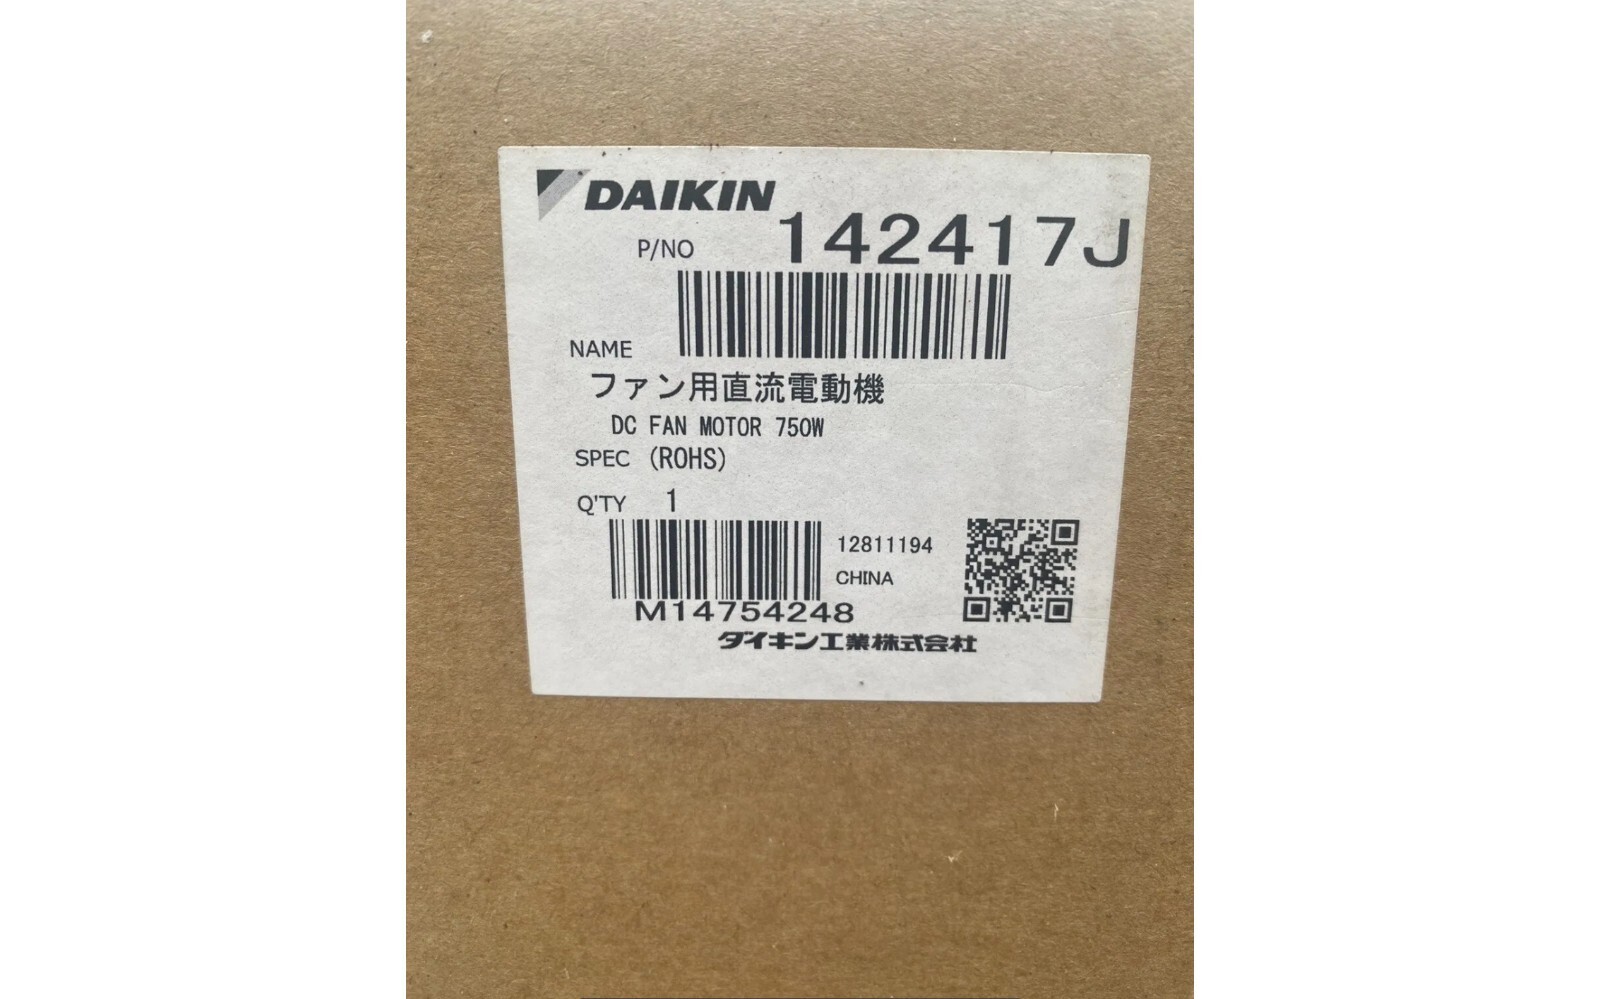 DAIKIN
P/NO 142417J
NAME
ファン用直流電動機
DC FAN MOTOR 750W
SPEC (ROHS)
Q'TY 1
12811194
CHINA
M14754248
ダイキン工業株式会社